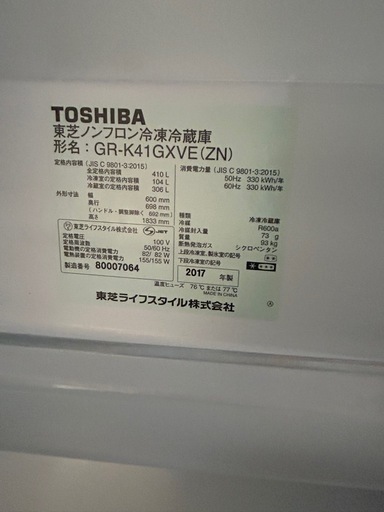 TOSHIBA
東芝ノンフロン冷凍冷蔵庫
形名：GR-K41GXVE(ZN)
定格内容積 (JIS C 9801-3:2015)
全定格内容積 410 L
冷凍室の定格内容積 104 L
冷蔵室の定格内容積 306 L
外形寸法 幅 600 mm
奥行 698 mm
(ハンドル・調整脚除く 692 mm)
高さ 1833 mm
東芝ライフスタイル株式会社 JET
定格電圧 100 V
定格周波数 50/60 Hz
電動機の定格消費電力 82/ 82 W
電熱装置の定格消費電力 155/155 W
製造番号 80007064
消費電力量 (JIS C 9801-3:2015)
50Hz 330 kWh/年
60Hz 330 kWh/年
種類 冷凍冷蔵庫
冷媒 R600a
冷媒封入量 73 g
質量 93 kg
断熱発泡ガス シクロペンタン
上段冷凍室、製氷室の記号
下段冷凍室の記号
2017 年製
温度ヒューズ 76 ℃ または 77 ℃
MADE IN CHINA
東芝ライフスタイル株式会社